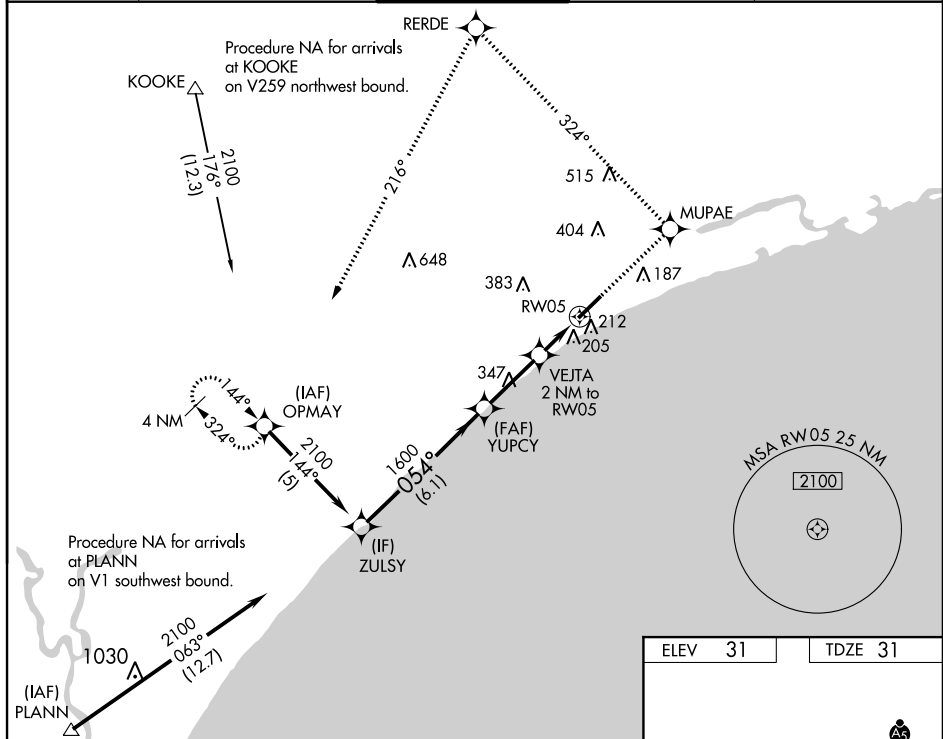 RERDE
Procedure NA for arrivals
at KOOKE
on V259 northwest bound.
KOOKE
2100
176°
(12.3)
216°
324°
515
MUPAE
404
648
187
383
RW05
212
205
VEJTA
2 NM to
RW05
347
(FAF)
YUPCY
(IAF)
OPMAY
144°
4 NM
324°
2100
144°
(5)
1600
054°
(6.1)
MSA RW05 25 NM
2100
(IF)
ZULSY
Procedure NA for arrivals
at PLANN
on V1 southwest bound.
2100
063°
(12.7)
1030
(IAF)
PLANN
ELEV 31
TDZE 31
A5